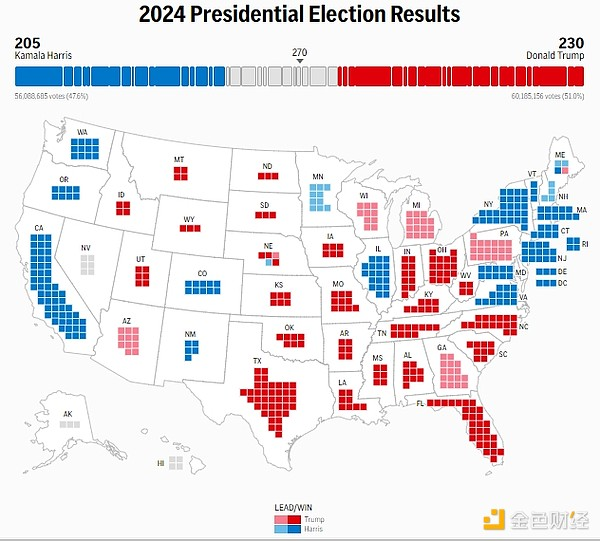 2024 Presidential Election Results
205
Kamala Harris
270
230
Donald Trump
56,088,685 votes (47.6%)
60,185,156 votes (51.0%)
WA
OR
CA
NV
ID
MT
WY
UT
AZ
CO
NM
ND
SD
NE
KS
OK
TX
MN
IA
MO
AR
LA
WI
IL
MI
IN
OH
KY
TN
MS
AL
GA
FL
SC
NC
WV
VA
PA
NY
VT
ME
NH
MA
CT
RI
NJ
MD
DE
DC
AK
HI
LEAD/WIN
Trump
Harris
金色财经